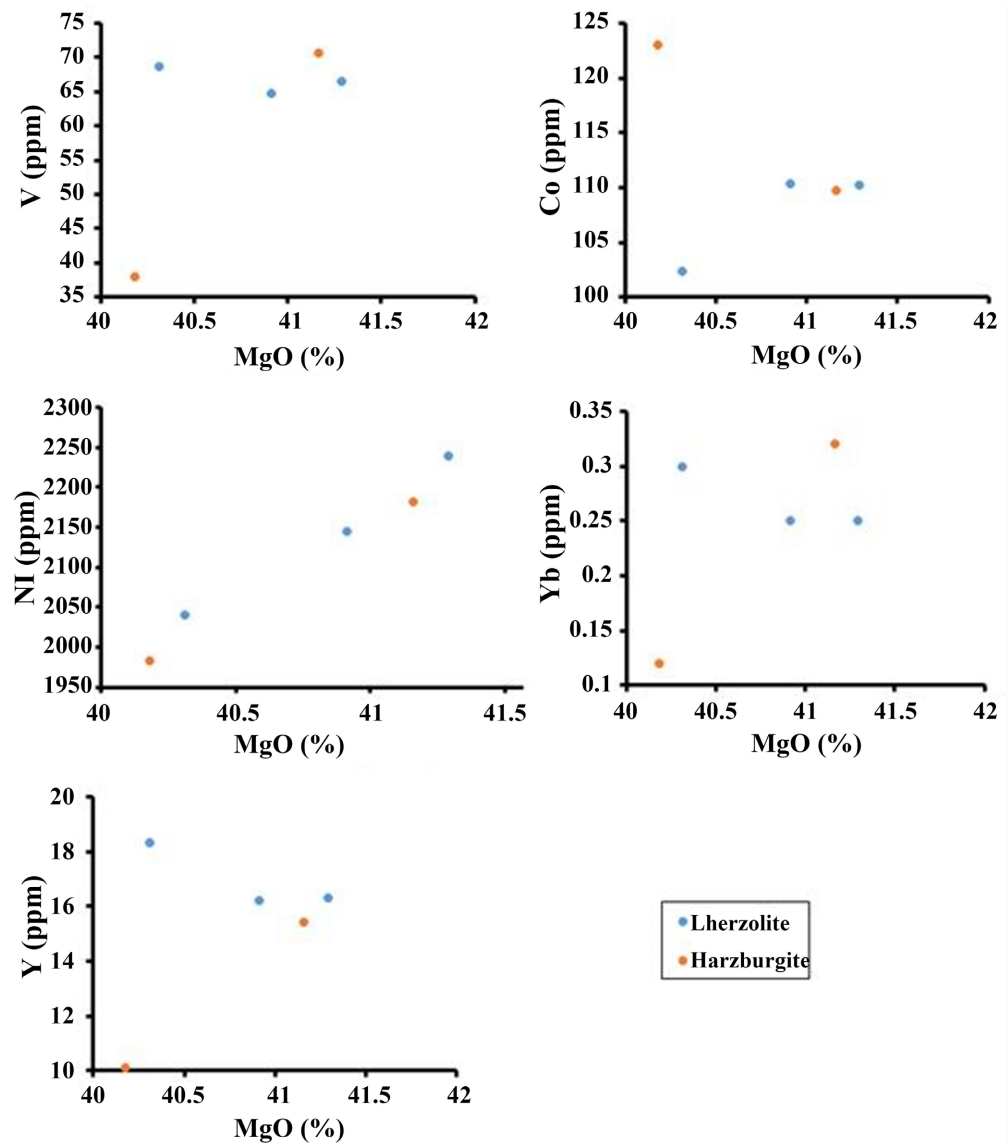 75
70
65
60
55
50
45
40
35
V (ppm)
40 40.5 41 41.5 42
MgO (%)
125
120
115
110
105
100
Co (ppm)
40 40.5 41 41.5 42
MgO (%)
2300
2250
2200
2150
2100
2050
2000
1950
NI (ppm)
40 40.5 41 41.5
MgO (%)
0.35
0.3
0.25
0.2
0.15
0.1
Yb (ppm)
40 40.5 41 41.5 42
MgO (%)
20
18
16
14
12
10
Y (ppm)
40 40.5 41 41.5 42
MgO (%)
Lherzolite
Harzburgite